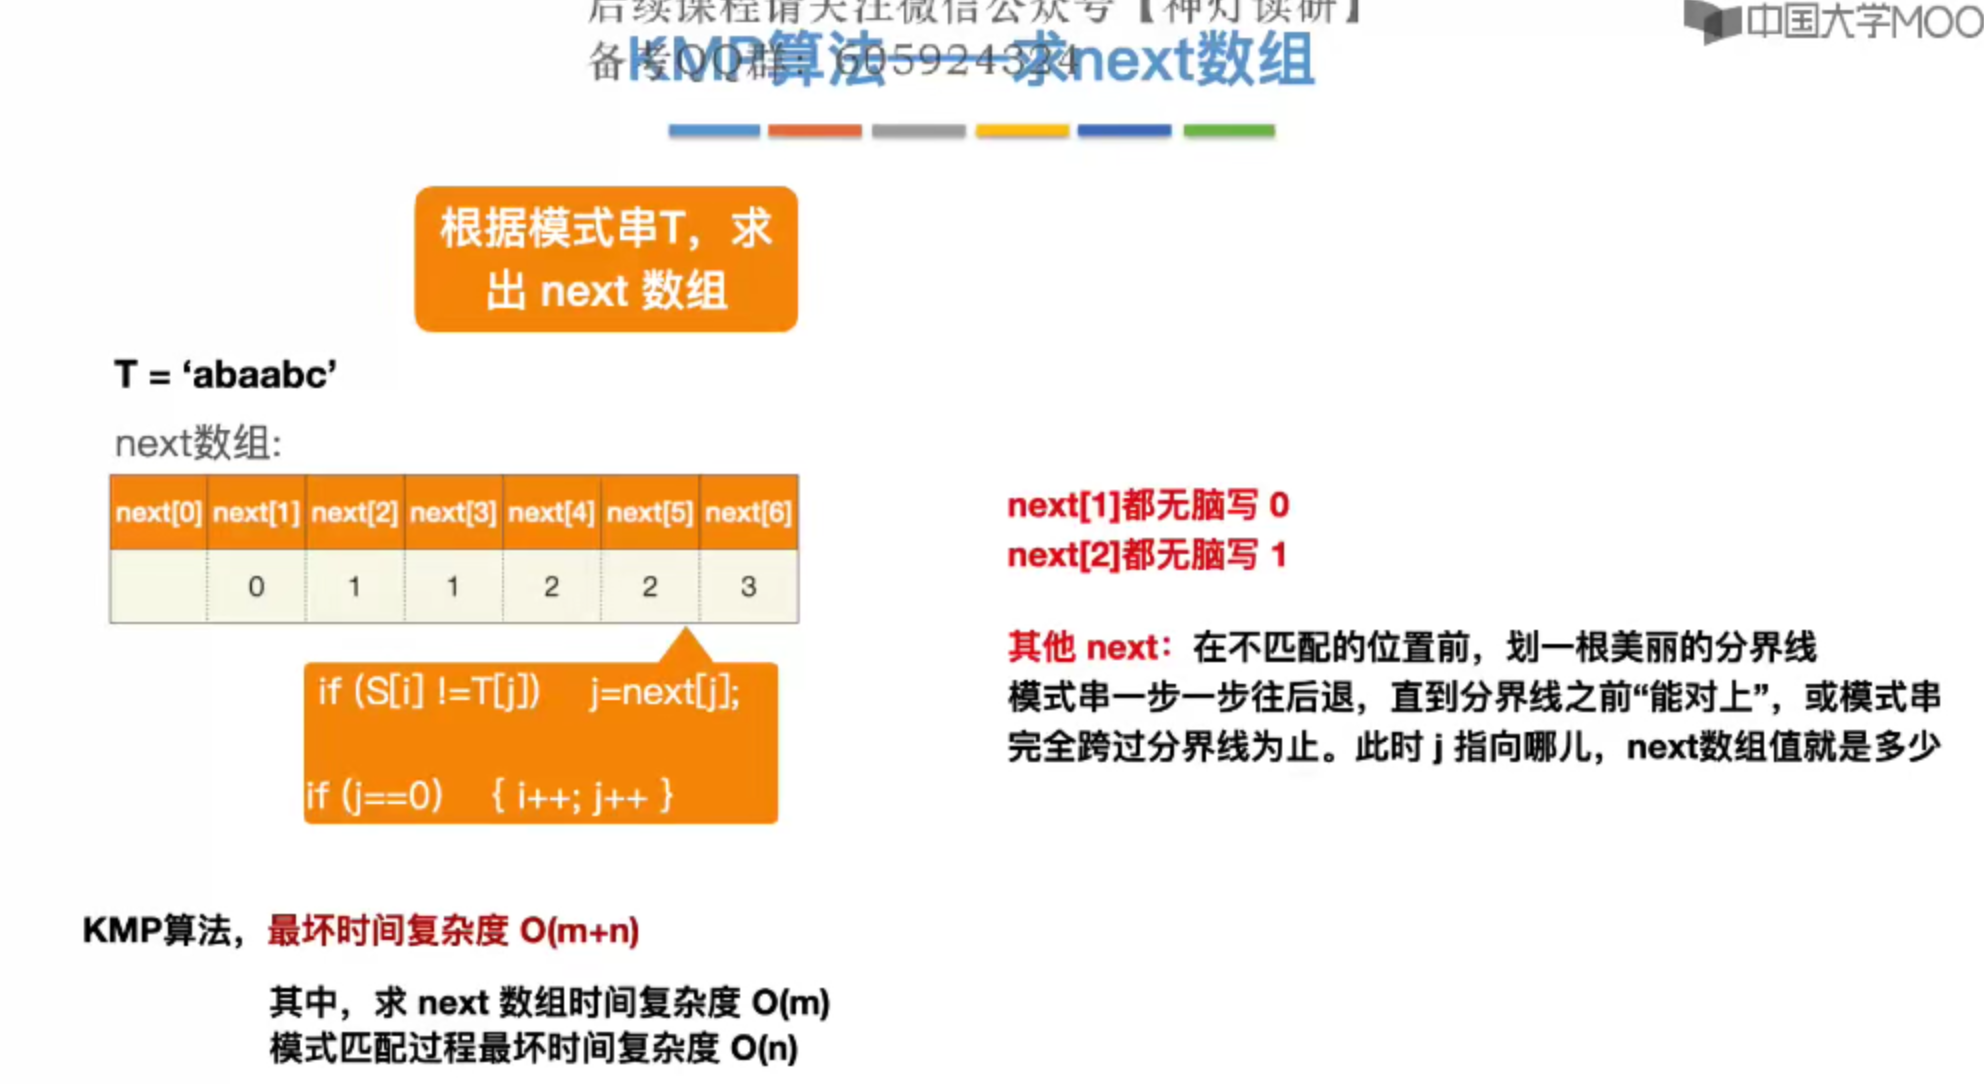 后续课程请关注微信公众号【神灯读研】
中国大学MOO
备考QQ群：605924324
KMP算法——求next数组
根据模式串T，求
出 next 数组
T = ‘abaabc’
next数组:
next[0] next[1] next[2] next[3] next[4] next[5] next[6]
0 1 1 2 2 3
if (S[i] !=T[j]) j=next[j];
if (j==0) { i++; j++ }
next[1]都无脑写 0
next[2]都无脑写 1
其他 next：在不匹配的位置前，划一根美丽的分界线
模式串一步一步往后退，直到分界线之前“能对上”，或模式串
完全跨过分界线为止。此时 j 指向哪儿，next数组值就是多少
KMP算法，最坏时间复杂度 O(m+n)
其中，求 next 数组时间复杂度 O(m)
模式匹配过程最坏时间复杂度 O(n)